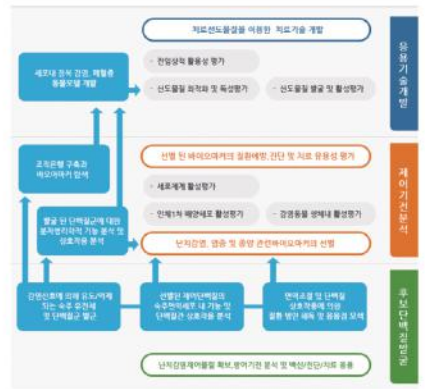 치료선도물질을 이용한 치료기술 개발
· 전임상적 활용성 평가
· 선도물질 최적화 및 독성평가
· 선도물질 발굴 및 활성평가
세포내 잠복 감염, 패혈증
동물모델 개발
응용기술개발
선별 된 바이오마커의 질환예방,진단 및 치료 유용성 평가
· 세포체계 활성평가
· 인체1차 배양세포 활성평가
· 감염동물 생체내 활성평가
난치감염, 염증 및 종양 관련바이오마커의 선별
조직은행 구축과
바오마커 탐색
발굴 된 단백질군에 대한
분자병리학적 기능 분석 및
상호작용 분석
제어기전분석
감염신호에 의해 유도/억제
되는 숙주 유전체
및 단백질군 발굴
선별된 제어단백질의
숙주면역세포 내 기능 및
단백질간 상호작용 분석
면역조절 암 단백질
상호작용에 의한
질환 병인 해독 및 응용점 모색
난치감염제어물질 확보,방어기전 분석 및 백신/진단/치료 응용
후보단백질발굴